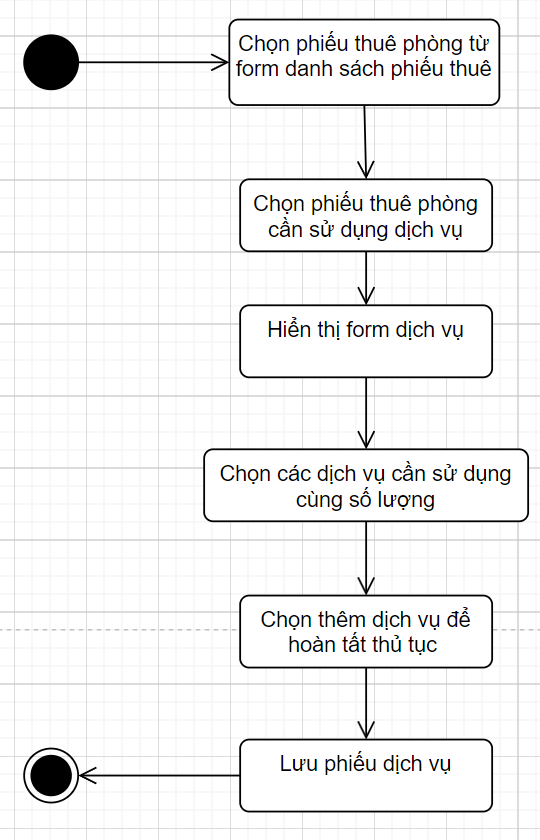 Chọn phiếu thuê phòng từ
form danh sách phiếu thuê
Chọn phiếu thuê phòng
cần sử dụng dịch vụ
Hiển thị form dịch vụ
Chọn các dịch vụ cần sử dụng
cùng số lượng
Chọn thêm dịch vụ để
hoàn tất thủ tục
Lưu phiếu dịch vụ